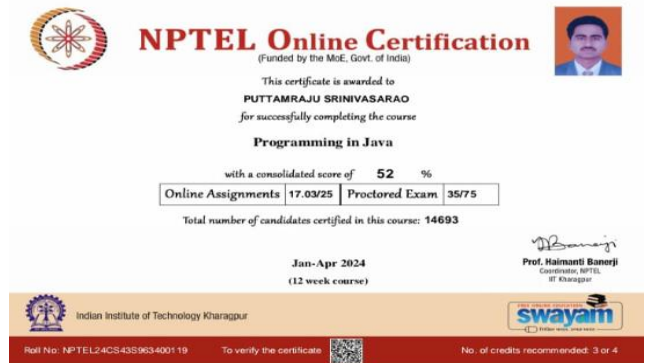 NPTEL Online Certification
(Funded by the MoE, Govt. of India)
This certificate is awarded to
PUTTAMRAJU SRINIVASARAO
for successfully completing the course
Programming in Java
with a consolidated score of 52 %
Online Assignments 17.03/25 Proctored Exam 35/75
Total number of candidates certified in this course: 14693
Jan-Apr 2024
(12 week course)
Prof. Haimanti Banerji
Coordinator, NPTEL
IIT Kharagpur
Indian Institute of Technology Kharagpur
FREE ONLINE EDUCATION
swayam
Roll No: NPTEL24CS43S963400119
To verify the certificate
No. of credits recommended: 3 or 4